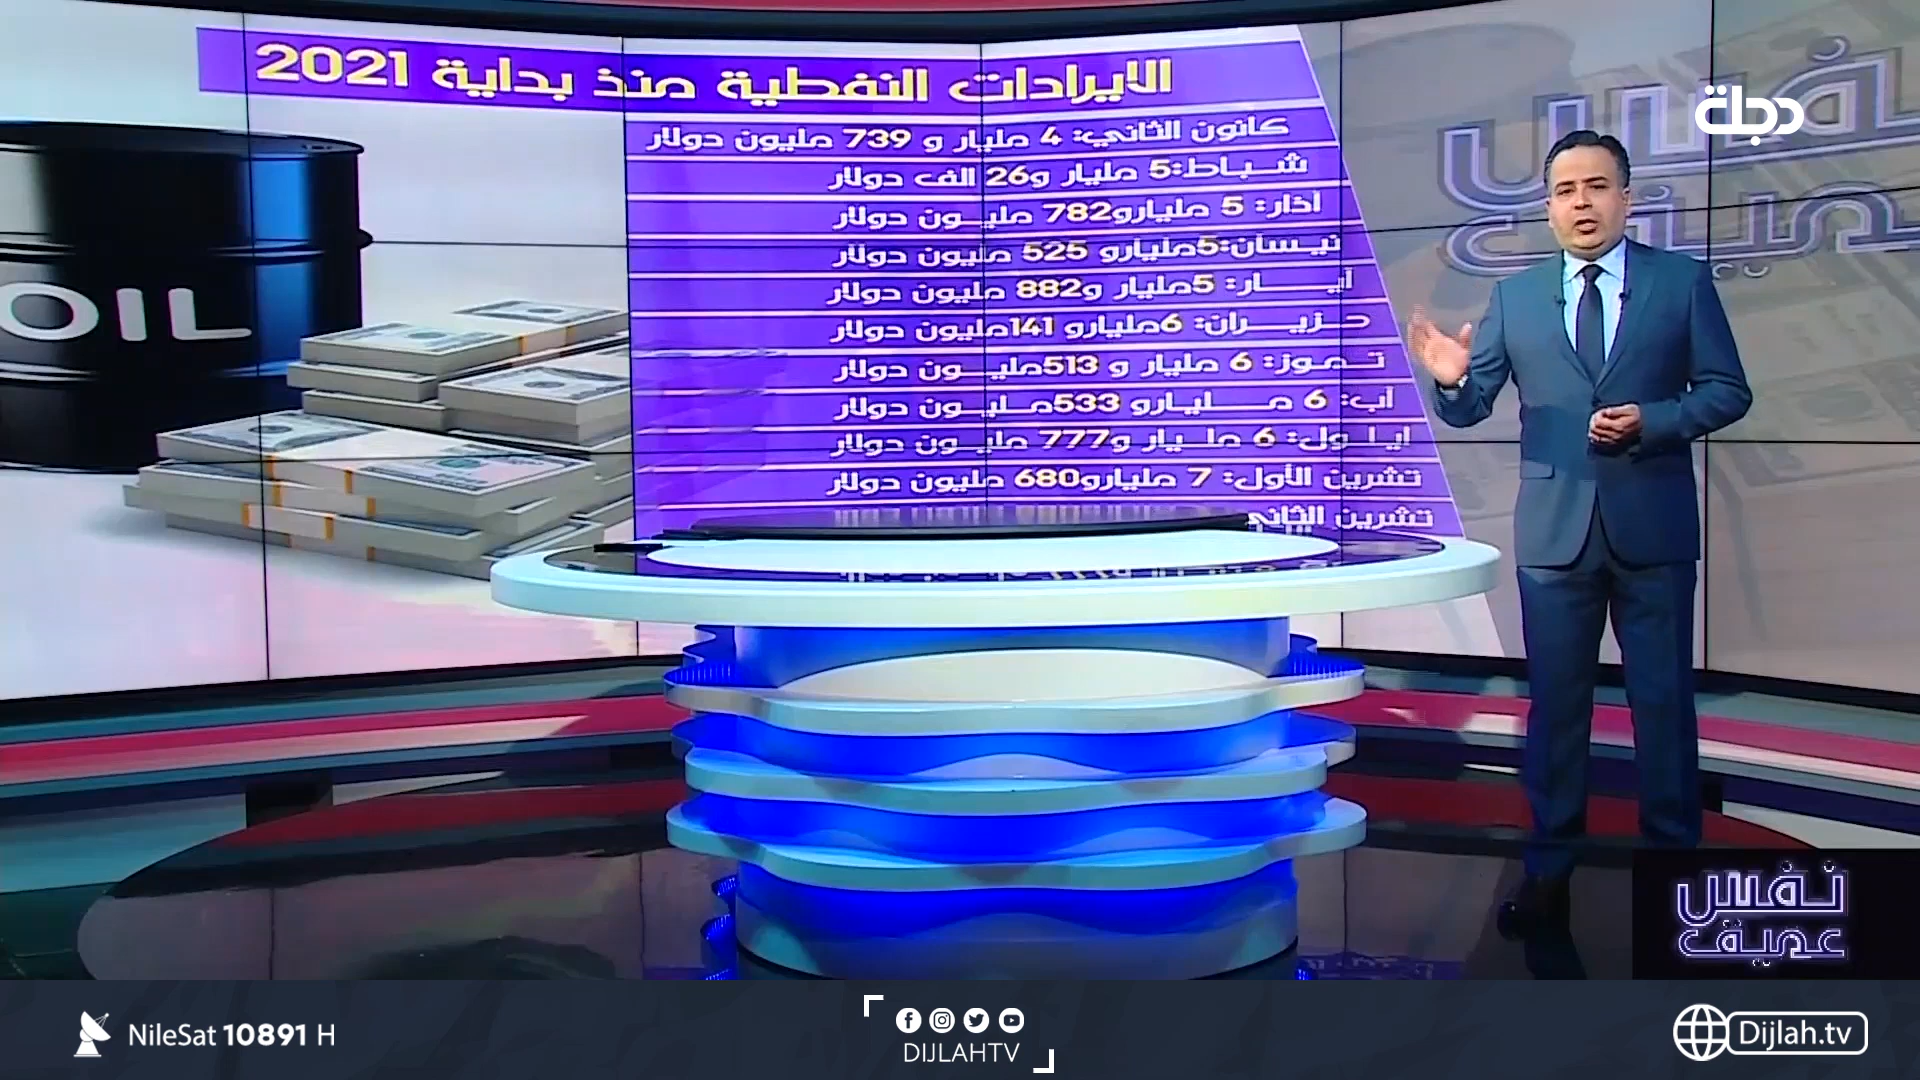 الايرادات النفطية منذ بداية 2021
كانون الثاني: 4 مليار و 739 مليون دولار
شباط:5 مليار و26 الف دولار
آذار: 5 مليارو782 مليون دولار
نيسان:5مليارو 525 مليون دولار
آيار: 5مليار و882 مليون دولار
حزيران: 6مليارو 141مليون دولار
تموز: 6 مليار و 513مليون دولار
آب: 6 مليارو 533مليون دولار
ايلول: 6 مليار و777 مليون دولار
تشرين الأول: 7 مليارو680 مليون دولار
تشرين الثاني
OIL
دجلة
نفس
عميق
نفس
عميق
NileSat 10891 H
DIJLAHTV
Dijlah.tv